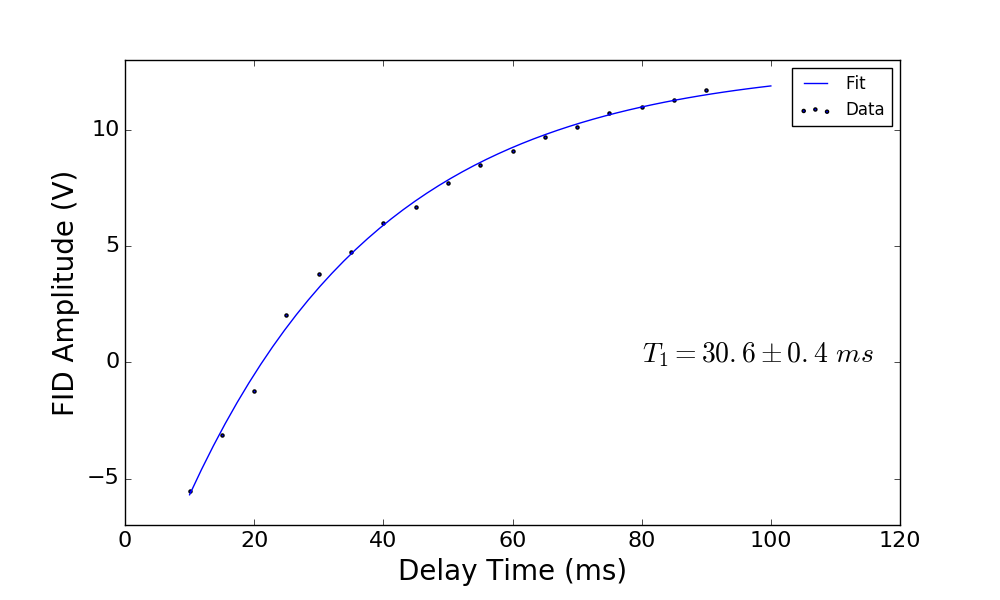 Fit
Data
10
5
0
−5
FID Amplitude (V)
T₁ = 30.6 ± 0.4 ms
0 20 40 60 80 100 120
Delay Time (ms)